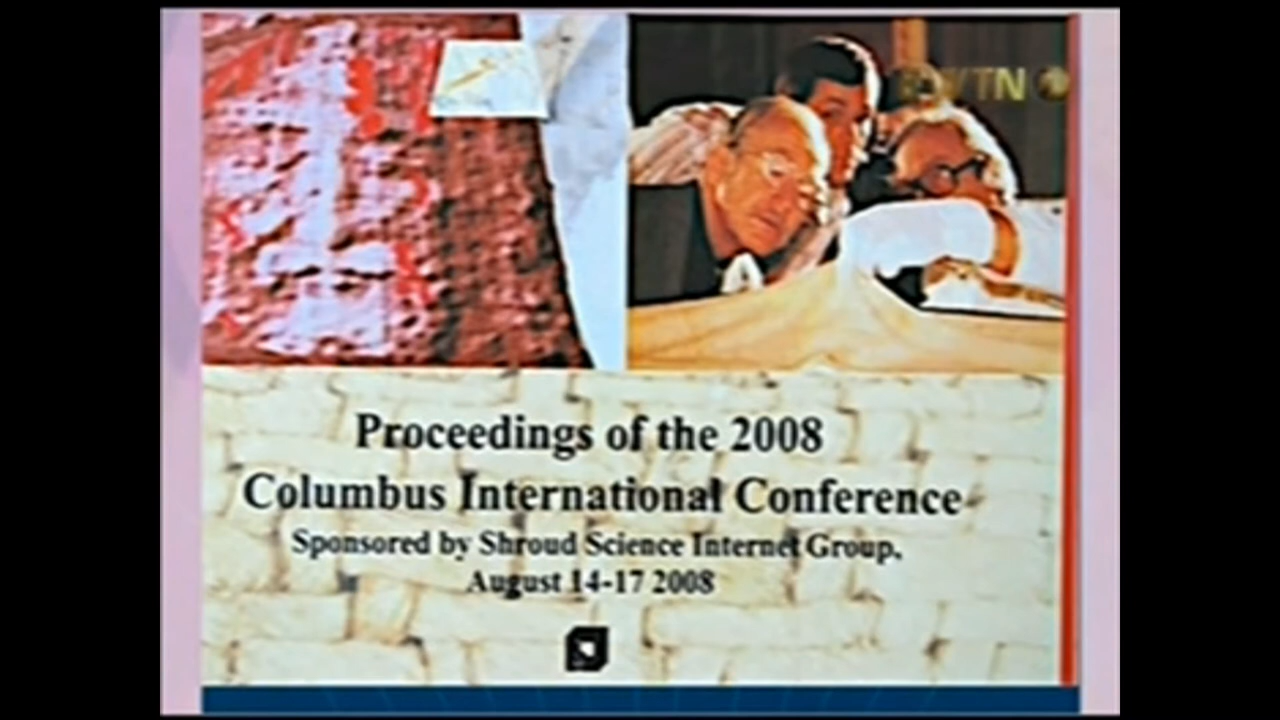 Proceedings of the 2008
Columbus International Conference
Sponsored by Shroud Science Internet Group,
August 14-17 2008